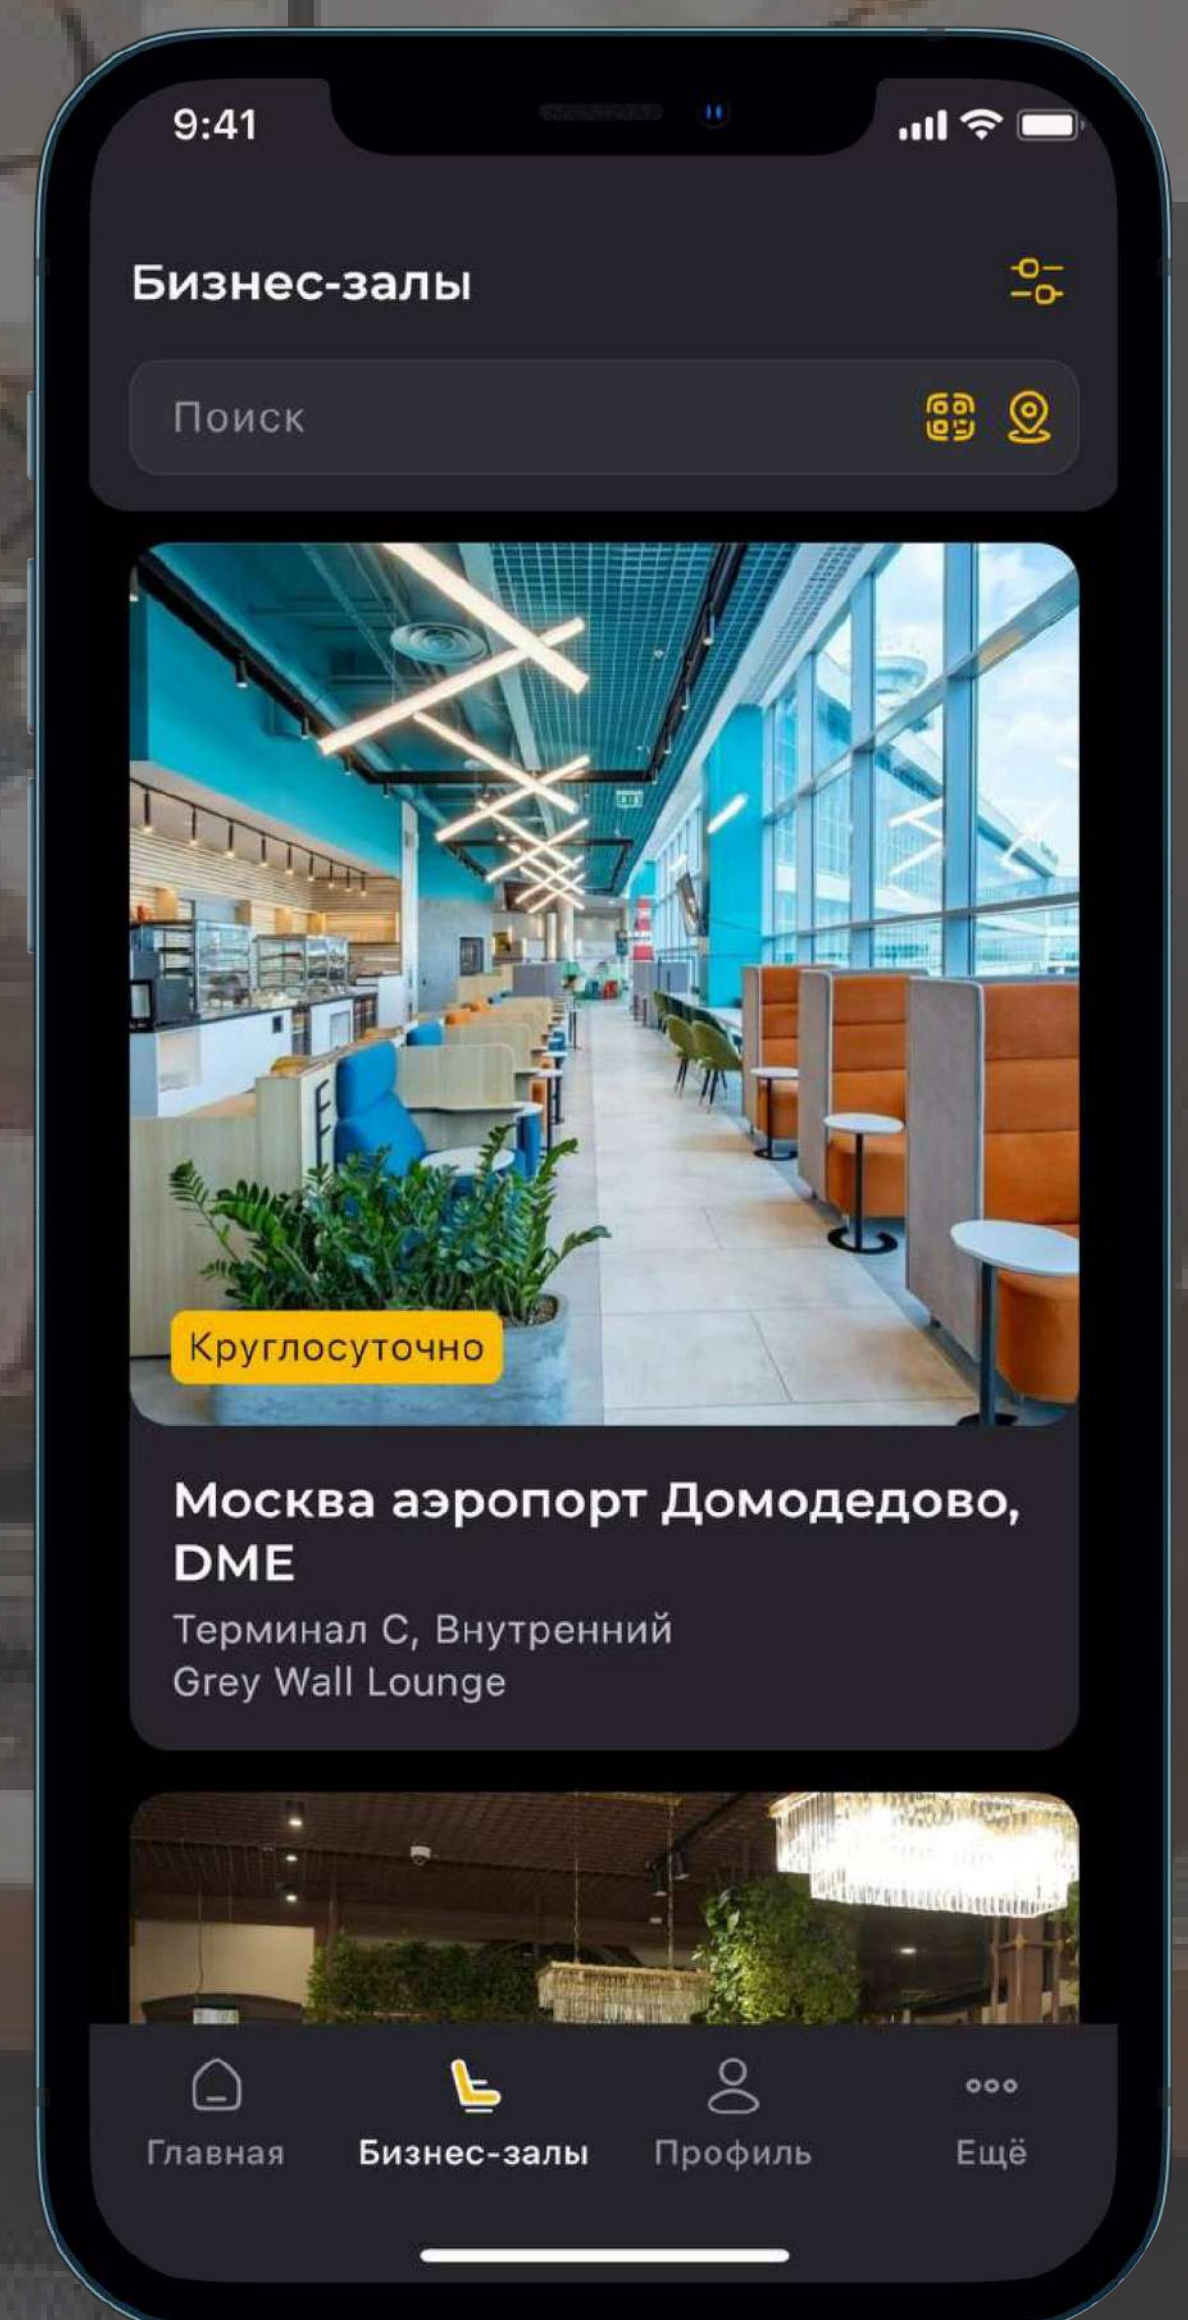 9:41
Бизнес-залы
Поиск
Круглосуточно
Москва аэропорт Домодедово,
DME
Терминал C, Внутренний
Grey Wall Lounge
Главная
Бизнес-залы
Профиль
Ещё